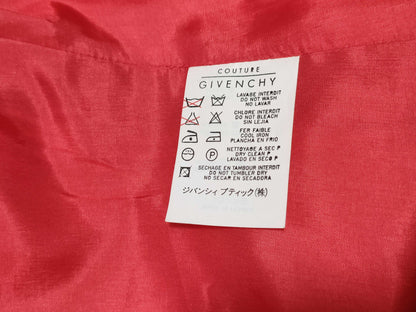 COUTURE
GIVENCHY
LAVAGE INTERDIT
DO NOT WASH
NO LAVAR
CHLORE INTERDIT
DO NOT BLEACH
SIN LEJIA
FER FAIBLE
COOL IRON
PLANCHA EN FRIO
NETTOYAGE A SEC P
DRY CLEAN P
LAVADO EN SECO P
SECHAGE EN TAMBOUR INTERDIT
DO NOT TUMBLER DRY
NO SECAR EN SECADORA
ジバンシィ ブティック(株)